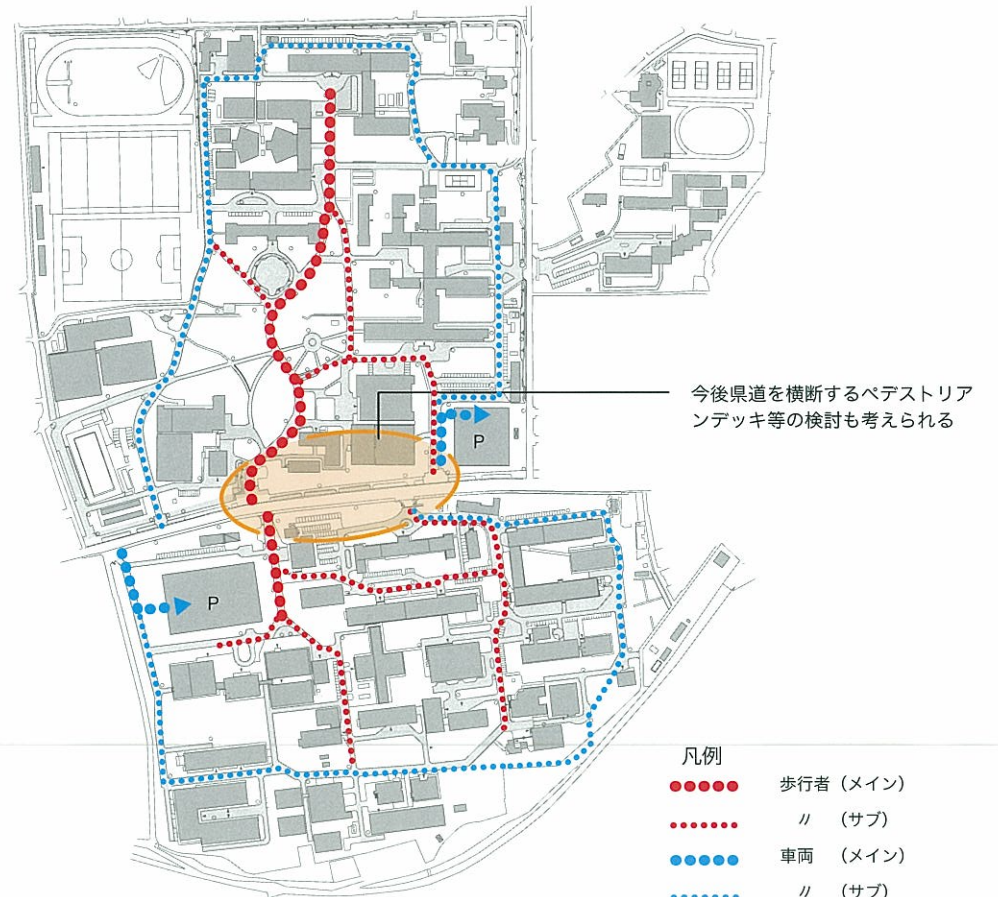 今後県道を横断するペデストリア
ンデッキ等の検討も考えられる
P
P
凡例
歩行者（メイン）
〃　（サブ）
車両　（メイン）
〃　（サブ）